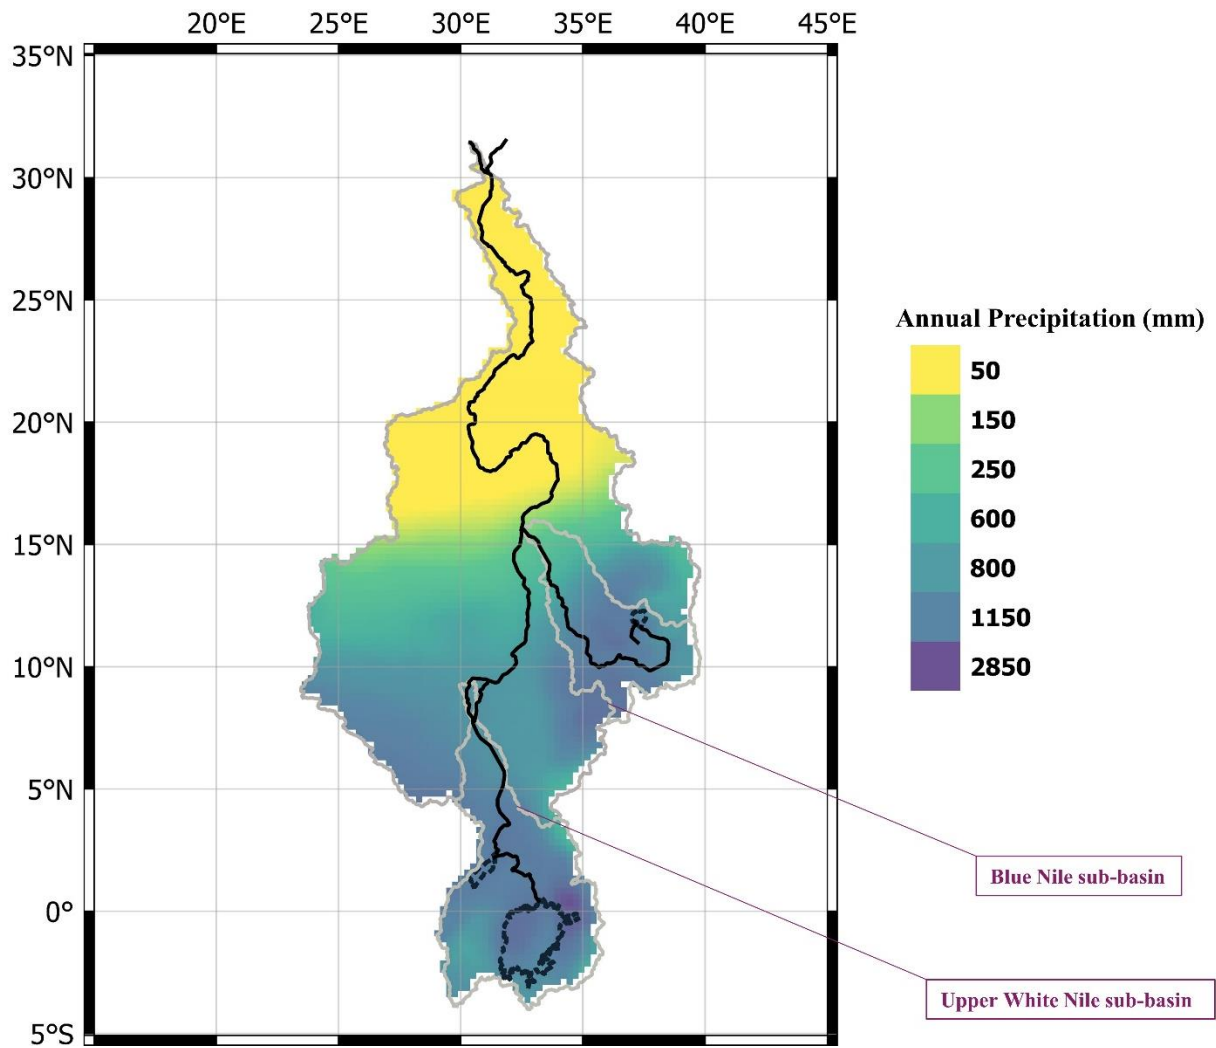 20°E 25°E 30°E 35°E 40°E 45°E
35°N
30°N
25°N
20°N
15°N
10°N
5°N
0°
5°S
Annual Precipitation (mm)
50
150
250
600
800
1150
2850
Blue Nile sub-basin
Upper White Nile sub-basin